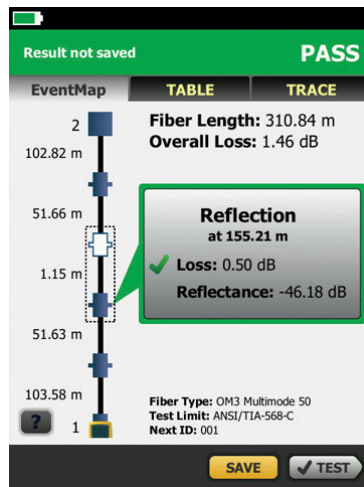 Result not saved
PASS
EventMap
TABLE
TRACE
2
Fiber Length: 310.84 m
Overall Loss: 1.46 dB
102.82 m
51.66 m
Reflection
at 155.21 m
Loss: 0.50 dB
1.15 m
Reflectance: -46.18 dB
51.63 m
103.58 m
Fiber Type: OM3 Multimode 50
Test Limit: ANSI/TIA-568-C
Next ID: 001
?
1
SAVE
TEST